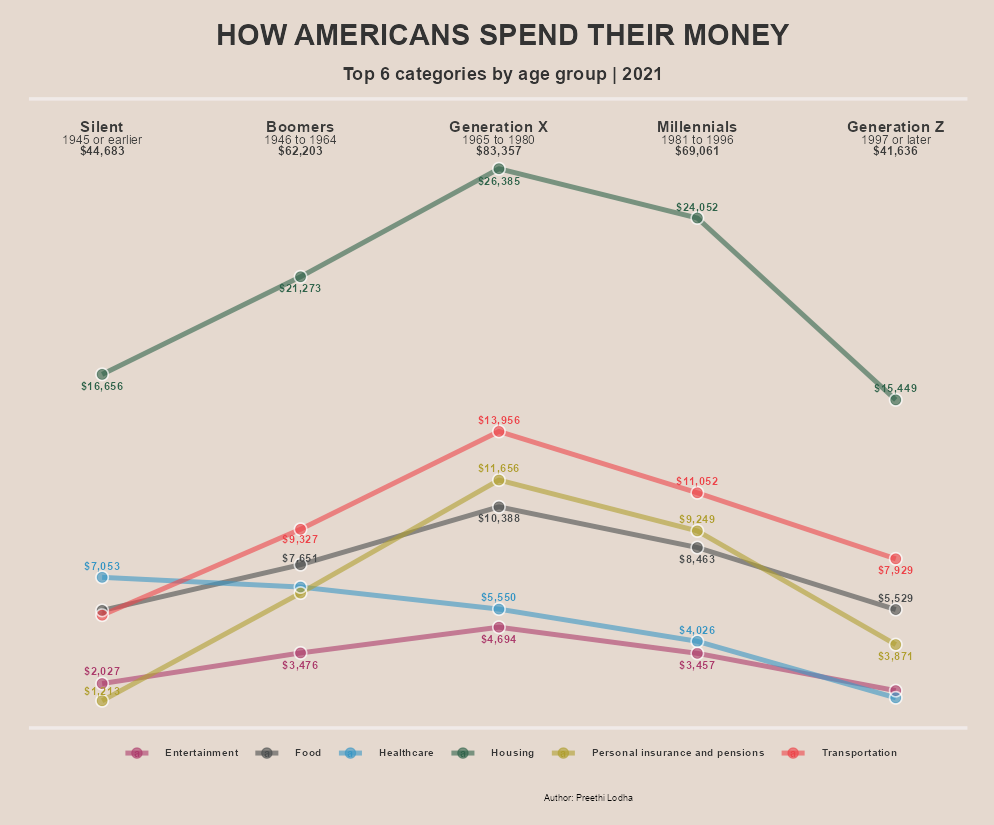 HOW AMERICANS SPEND THEIR MONEY
Top 6 categories by age group | 2021
Silent Boomers Generation X Millennials Generation Z
1945 or earlier 1946 to 1964 1965 to 1980 1981 to 1996 1997 or later
$44,683 $62,203 $83,357 $69,061 $41,636
$26,385
$24,052
$21,273
$16,656 $15,449
$13,956
$11,656
$11,052
$10,388
$9,249
$9,327
$7,651 $8,463
$7,053 $7,929
$5,550 $5,529
$4,026
$4,694
$3,871
$2,027 $3,476 $3,457
$1,213
Entertainment Food Healthcare Housing Personal insurance and pensions Transportation
Author: Preethi Lodha